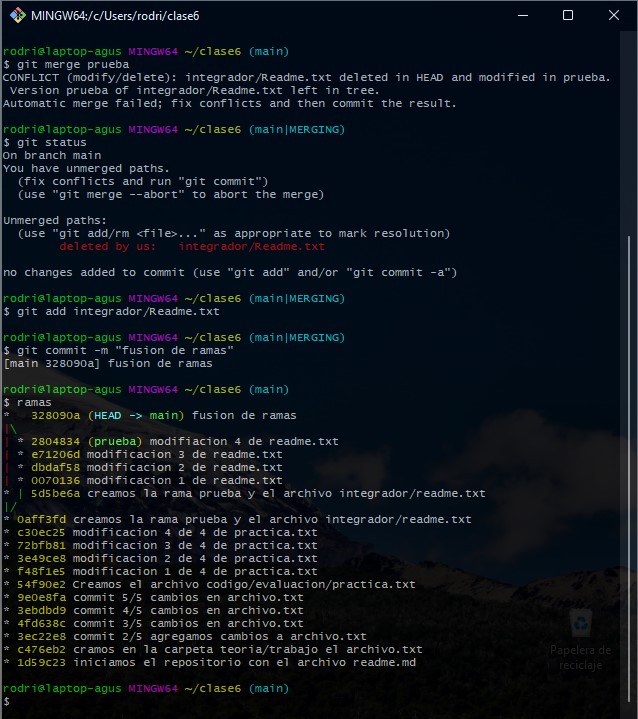 MINGW64:/c/Users/rodri/clase6
rodri@laptop-agus MINGW64 ~/clase6 (main)
$ git merge prueba
CONFLICT (modify/delete): integrador/Readme.txt deleted in HEAD and modified in prueba.
 Version prueba of integrador/Readme.txt left in tree.
Automatic merge failed; fix conflicts and then commit the result.
rodri@laptop-agus MINGW64 ~/clase6 (main|MERGING)
$ git status
On branch main
You have unmerged paths.
  (fix conflicts and run "git commit")
  (use "git merge --abort" to abort the merge)
Unmerged paths:
  (use "git add/rm <file>..." as appropriate to mark resolution)
        deleted by us:   integrador/Readme.txt
no changes added to commit (use "git add" and/or "git commit -a")
rodri@laptop-agus MINGW64 ~/clase6 (main|MERGING)
$ git add integrador/Readme.txt
rodri@laptop-agus MINGW64 ~/clase6 (main|MERGING)
$ git commit -m "fusion de ramas"
[main 328090a] fusion de ramas
rodri@laptop-agus MINGW64 ~/clase6 (main)
$ ramas
*   328090a (HEAD -> main) fusion de ramas
|\
| * 2804834 (prueba) modifiacion 4 de readme.txt
| * e71206d modificacion 3 de readme.txt
| * dbdaf58 modificacion 2 de readme.txt
| * 0070136 modificacion 1 de readme.txt
* | 5d5be6a creamos la rama prueba y el archivo integrador/readme.txt
|/
* 0aff3fd creamos la rama prueba y el archivo integrador/readme.txt
* c30ec25 modificacion 4 de 4 de practica.txt
* 72bfb81 modificacion 3 de 4 de practica.txt
* 3e49ce8 modificacion 2 de 4 de practica.txt
* f48f1e5 modificacion 1 de 4 de practica.txt
* 54f90e2 Creamos el archivo codigo/evaluacion/practica.txt
* 9e0e8fa commit 5/5 cambios en archivo.txt
* 3ebdbd9 commit 4/5 cambios en archivo.txt
* 4fd638c commit 3/5 cambios en archivo.txt
* 3ec22e8 commit 2/5 agregamos cambios a archivo.txt
* c476eb2 cramos en la carpeta teoria/trabajo el archivo.txt
* 1d59c23 iniciamos el repositorio con el archivo readme.md
Papelera de
reciclaje
rodri@laptop-agus MINGW64 ~/clase6 (main)
$